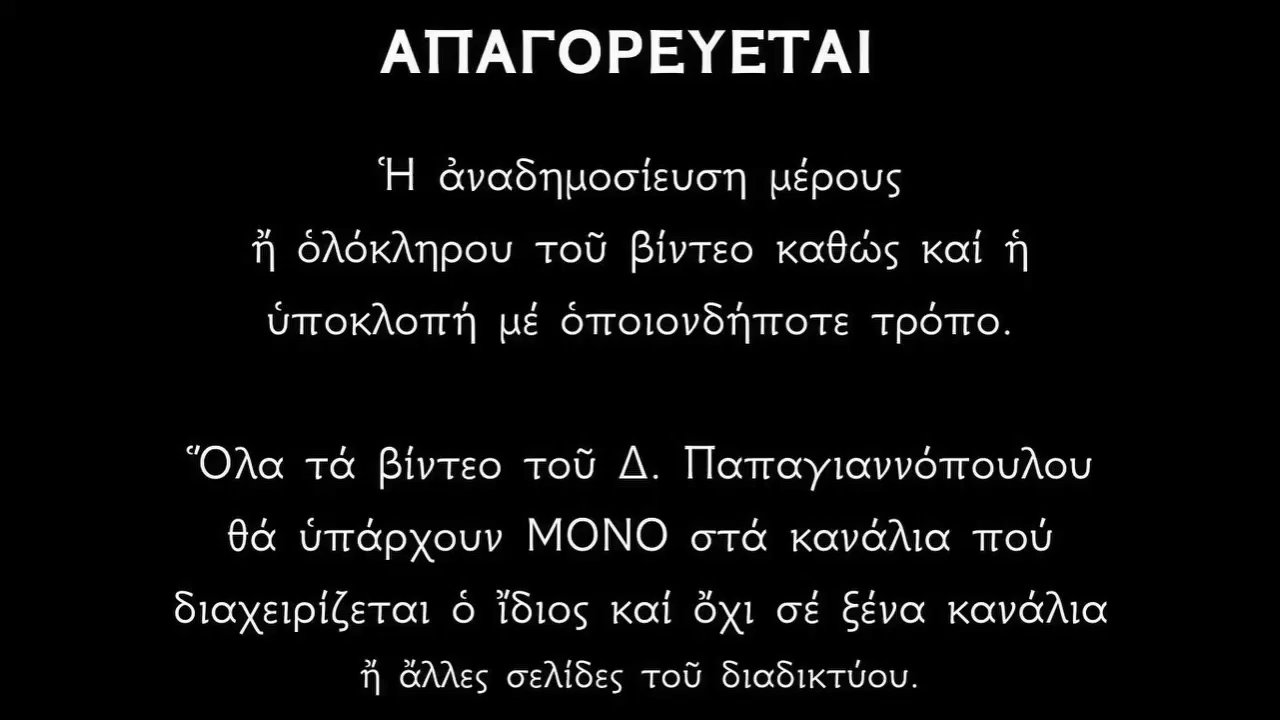 ΑΠΑΓΟΡΕΥΕΤΑΙ
Ἡ ἀναδημοσίευση μέρους
ἤ ὁλόκληρου τοῦ βίντεο καθώς καί ἡ
ὑποκλοπή μέ ὁποιονδήποτε τρόπο.
Ὅλα τά βίντεο τοῦ Δ. Παπαγιαννόπουλου
θά ὑπάρχουν ΜΟΝΟ στά κανάλια πού
διαχειρίζεται ὁ ἴδιος καί ὄχι σέ ξένα κανάλια
ἤ ἄλλες σελίδες τοῦ διαδικτύου.